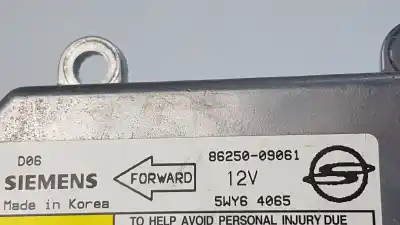 D06
86250-09061
SIEMENS FORWARD 12V
Made in Korea 5WY6 4065
TO HELP AVOID PERSONAL INJURY DUE